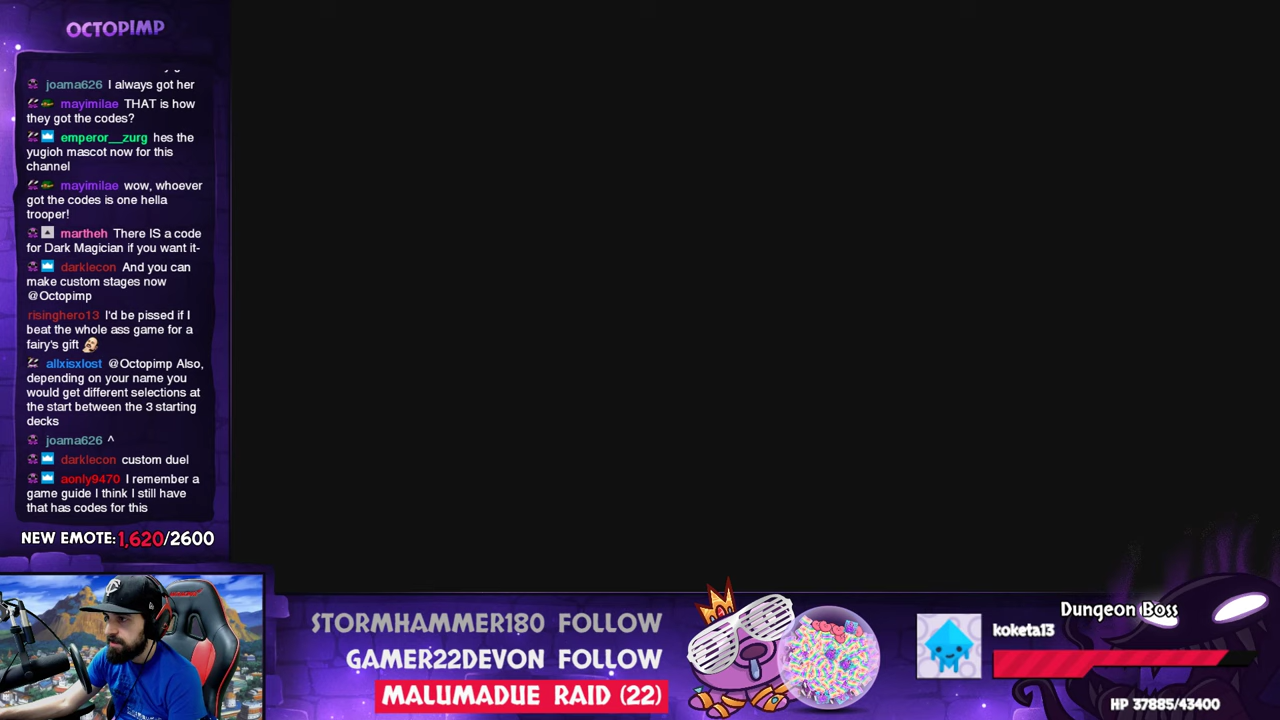 OCTOPIMP
joama626 I always got her
mayimilae THAT is how
they got the codes?
emperor__zurg hes the
yugioh mascot now for this
channel
mayimilae wow, whoever
got the codes is one hella
trooper!
martheh There IS a code
for Dark Magician if you want it-
darklecon And you can
make custom stages now
@Octopimp
risinghero13 I'd be pissed if I
beat the whole ass game for a
fairy's gift
allxisxlost @Octopimp Also,
depending on your name you
would get different selections at
the start between the 3 starting
decks
joama626 ^
darklecon custom duel
aonly9470 I remember a
game guide I think I still have
that has codes for this
NEW EMOTE: 1,620/2600
STORMHAMMER180 FOLLOW
GAMER22DEVON FOLLOW
MALUMADUE RAID (22)
Dungeon Boss
koketa13
HP 37885/43400